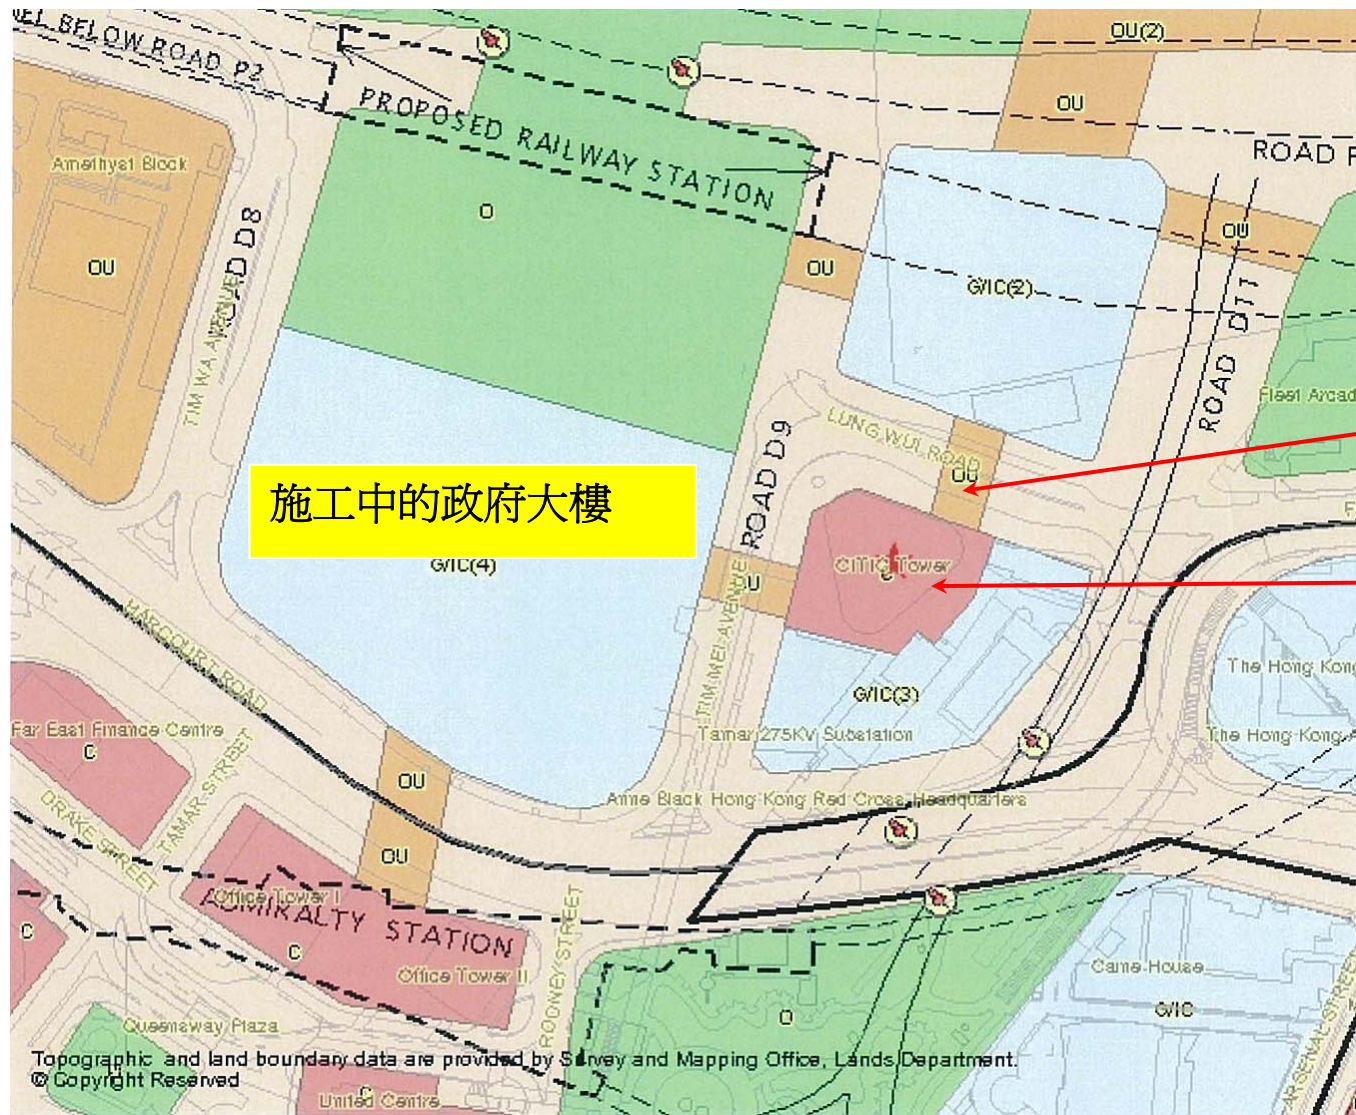 OU(2)
BELOW ROAD P2
OU
PROPOSED RAILWAY STATION
ROAD P
Amethyst Block
O
ROAD D8
OU
OU
OU
G/IC(2)
TIM WA AVENUE
ROAD D11
Fleet Arcad
LUNG WUI ROAD
ROAD D9
OU
施工中的政府大樓
CITIC Tower
G/IC(4)
OU
HARCOURT ROAD
TIM MEI AVENUE
The Hong Kong
G/IC(3)
Far East Finance Centre
C
Tamar 275KV Substation
The Hong Kong A
TAMAR STREET
OU
DRAKE STREET
Anne Black Hong Kong Red Cross Headquarters
OU
Office Tower I
ADMIRALTY STATION
C
C
Office Tower II
RODNEY STREET
Came House
G/IC
O
Queensway Plaza
ARSENAL STREET
Topographic and land boundary data are provided by Survey and Mapping Office, Lands Department.
© Copyright Reserved
C
United Centre